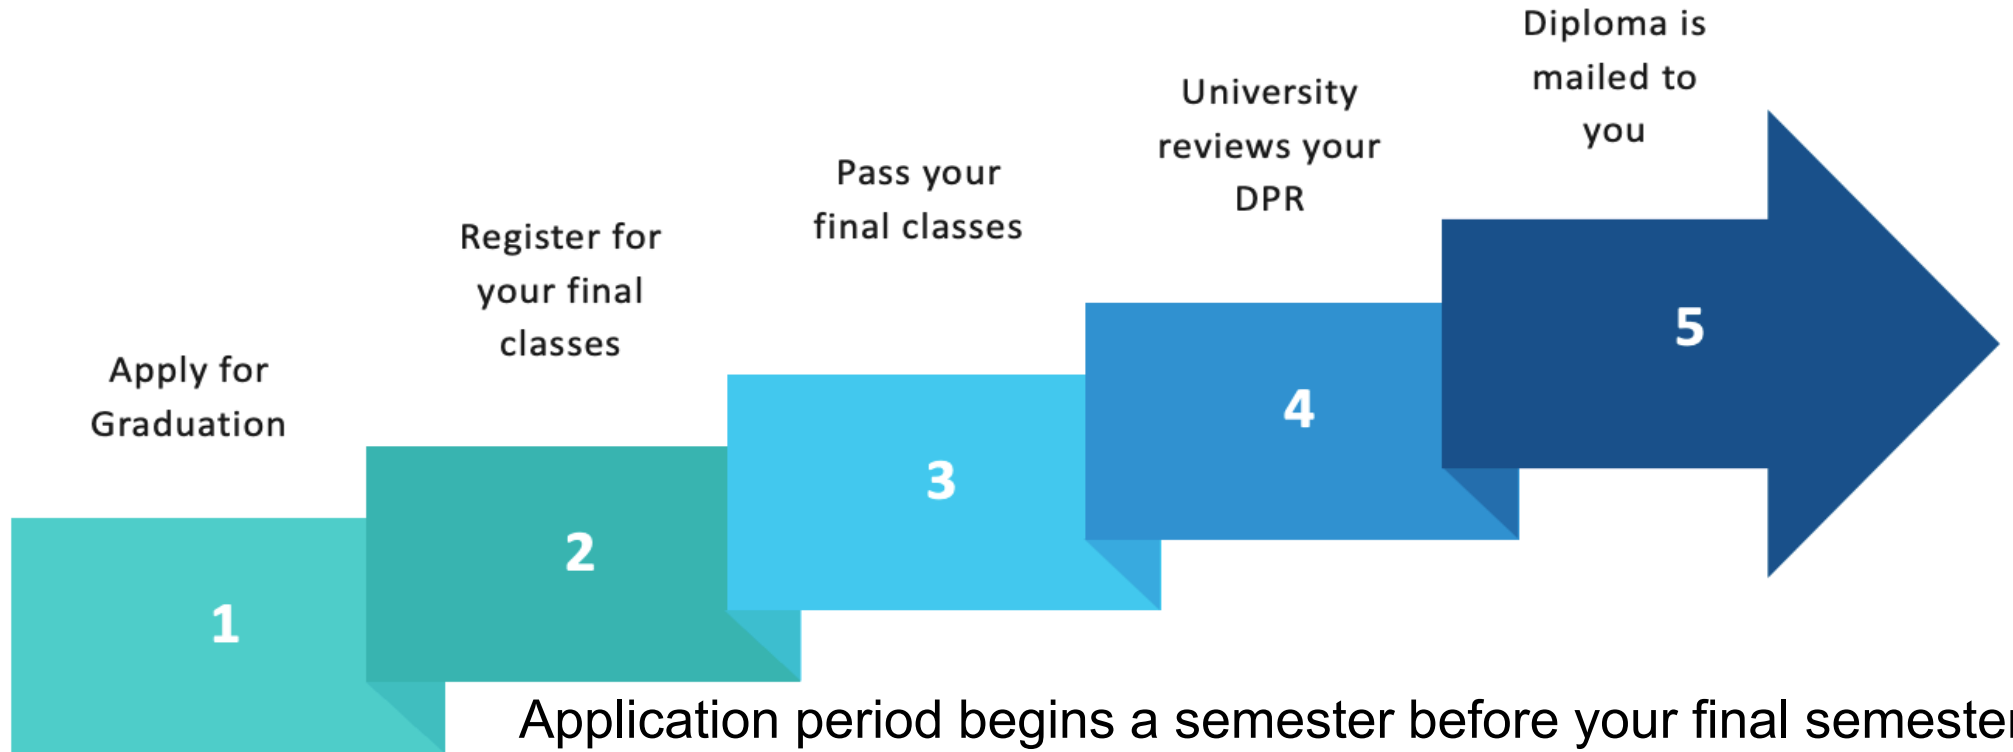 Apply for
Graduation
1
Register for
your final
classes
2
Pass your
final classes
3
University
reviews your
DPR
4
Diploma is
mailed to
you
5
Application period begins a semester before your final semester